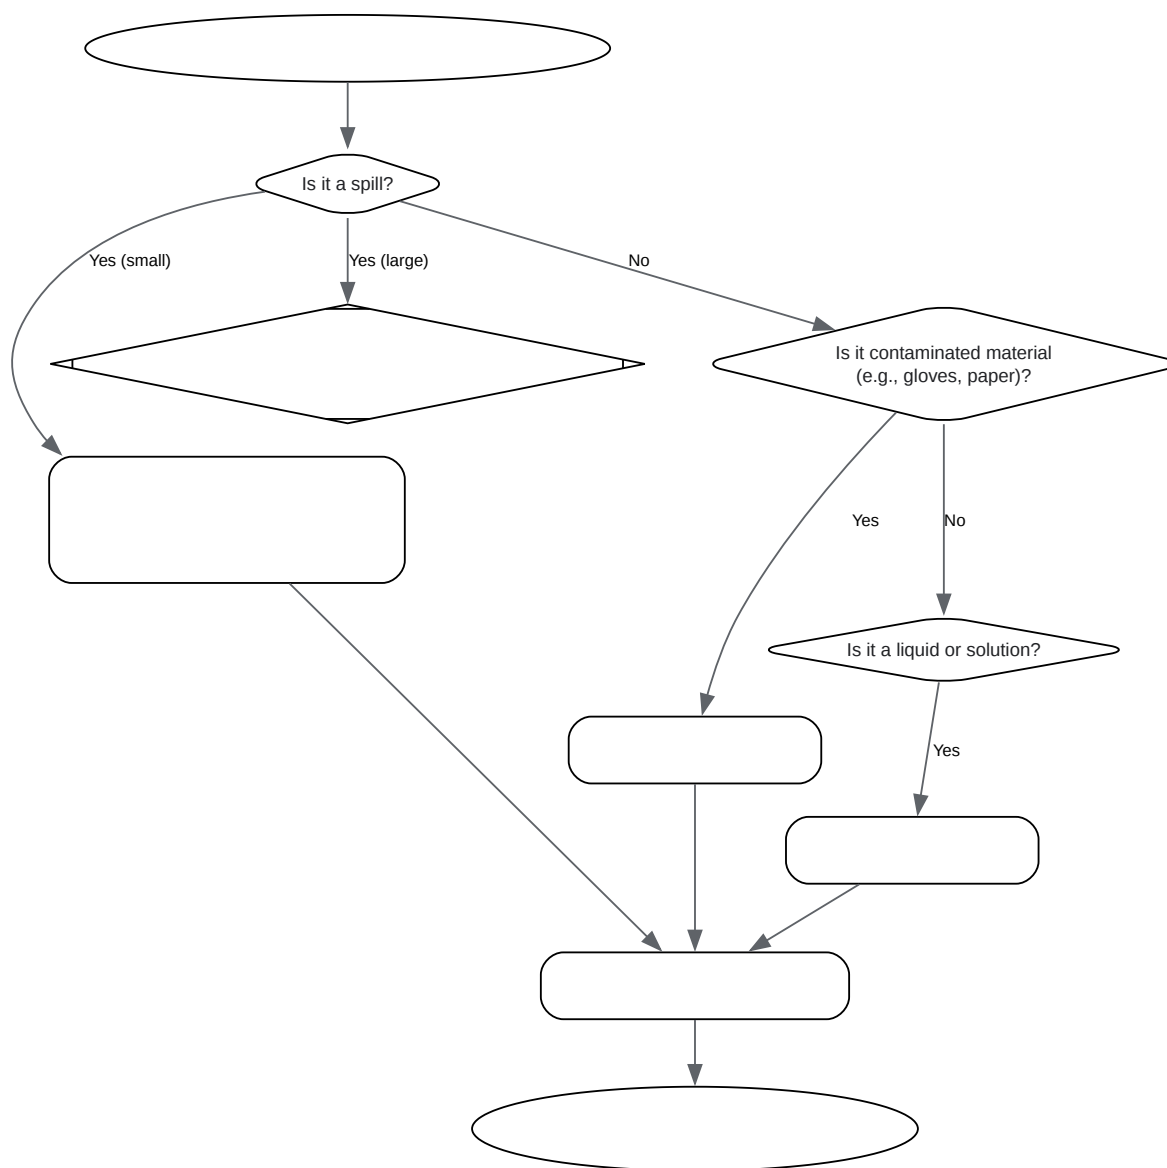 Is it a spill?
Yes (small)
Yes (large)
No
Is it contaminated material
(e.g., gloves, paper)?
Yes
No
Is it a liquid or solution?
Yes